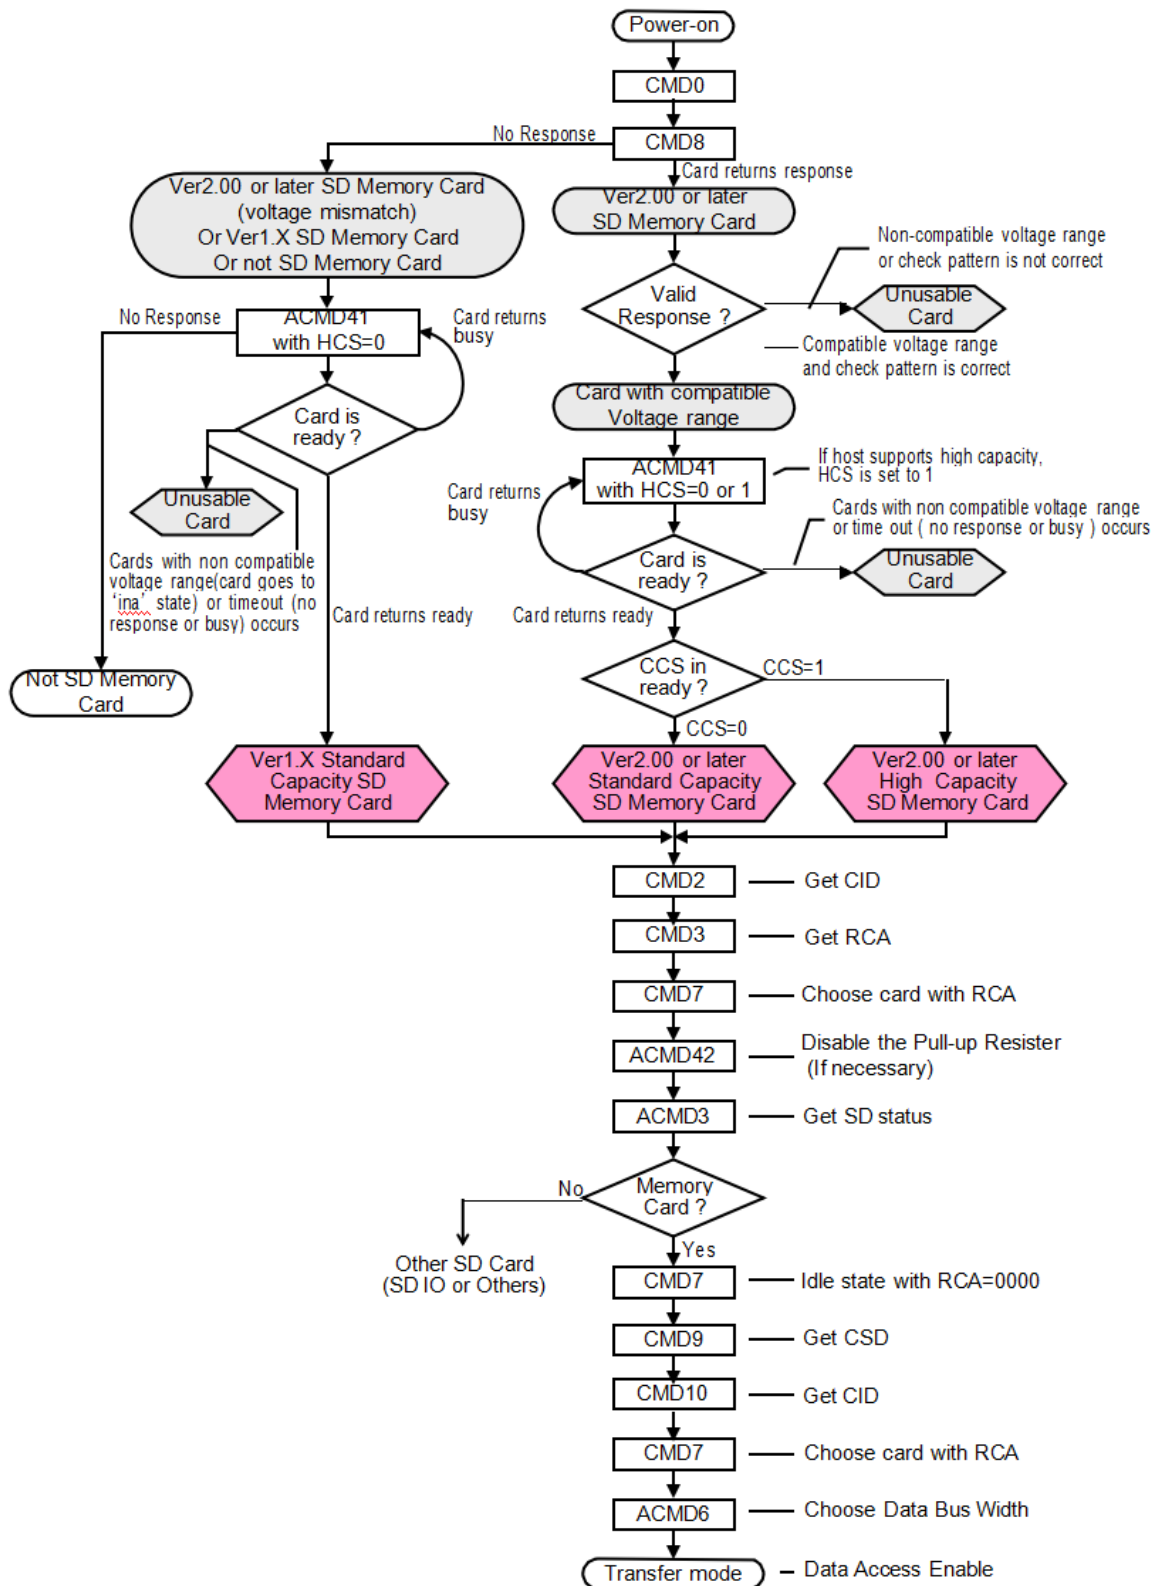 Power-on
CMD0
No Response
CMD8
Card returns response
Ver2.00 or later SD Memory Card
(voltage mismatch)
Or Ver1.X SD Memory Card
Or not SD Memory Card
Ver2.00 or later
SD Memory Card
Non-compatible voltage range
or check pattern is not correct
Valid
Response ?
Unusable
Card
No Response
ACMD41
with HCS=0
Card returns
busy
Compatible voltage range
and check pattern is correct
Card is
ready ?
Card with compatible
Voltage range
If host supports high capacity,
HCS is set to 1
ACMD41
with HCS=0 or 1
Card returns
busy
Unusable
Card
Cards with non compatible voltage range
or time out ( no response or busy ) occurs
Card is
ready ?
Unusable
Card
Cards with non compatible
voltage range(card goes to
‘ina’ state) or timeout (no
response or busy) occurs
Card returns ready
Card returns ready
Not SD Memory
Card
CCS in
ready ?
CCS=1
CCS=0
Ver1.X Standard
Capacity SD
Memory Card
Ver2.00 or later
Standard Capacity
SD Memory Card
Ver2.00 or later
High Capacity
SD Memory Card
CMD2
Get CID
CMD3
Get RCA
CMD7
Choose card with RCA
ACMD42
Disable the Pull-up Resister
(If necessary)
ACMD3
Get SD status
No
Memory
Card ?
Yes
Other SD Card
(SD IO or Others)
CMD7
Idle state with RCA=0000
CMD9
Get CSD
CMD10
Get CID
CMD7
Choose card with RCA
ACMD6
Choose Data Bus Width
Transfer mode
Data Access Enable